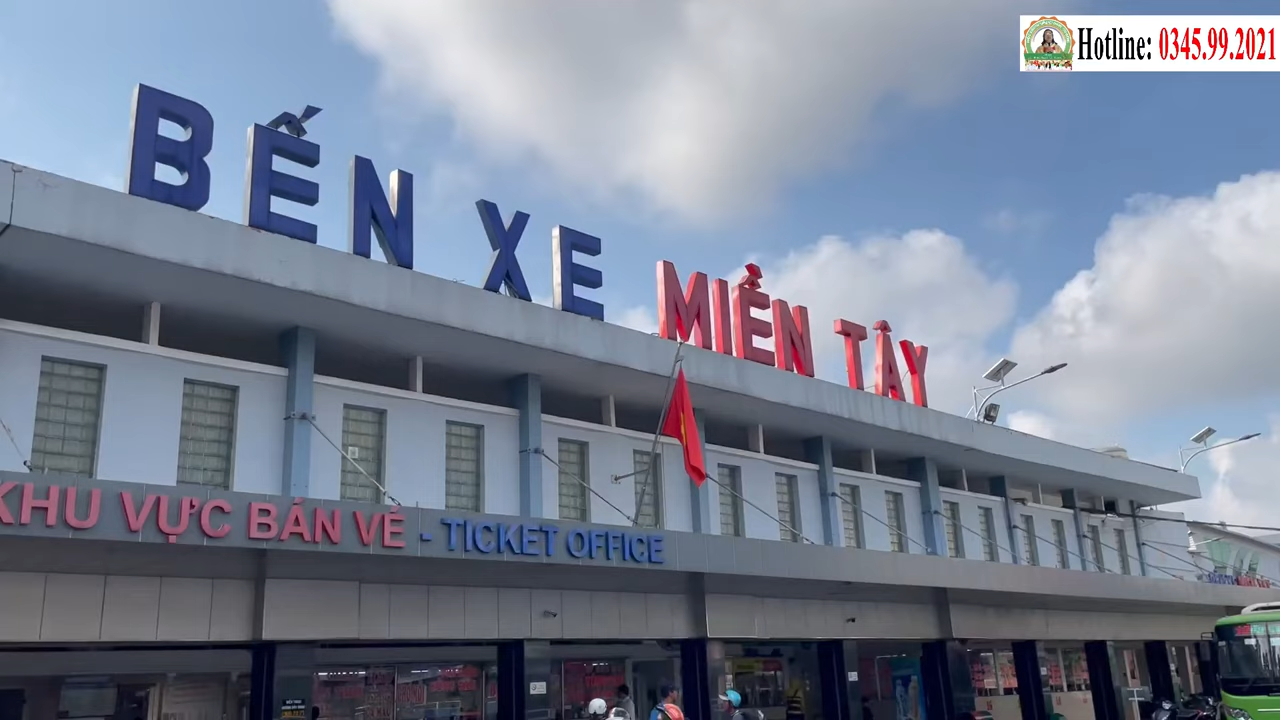 Hotline: 0345.99.2021
BẾN XE MIỀN TÂY
KHU VỰC BÁN VÉ - TICKET OFFICE